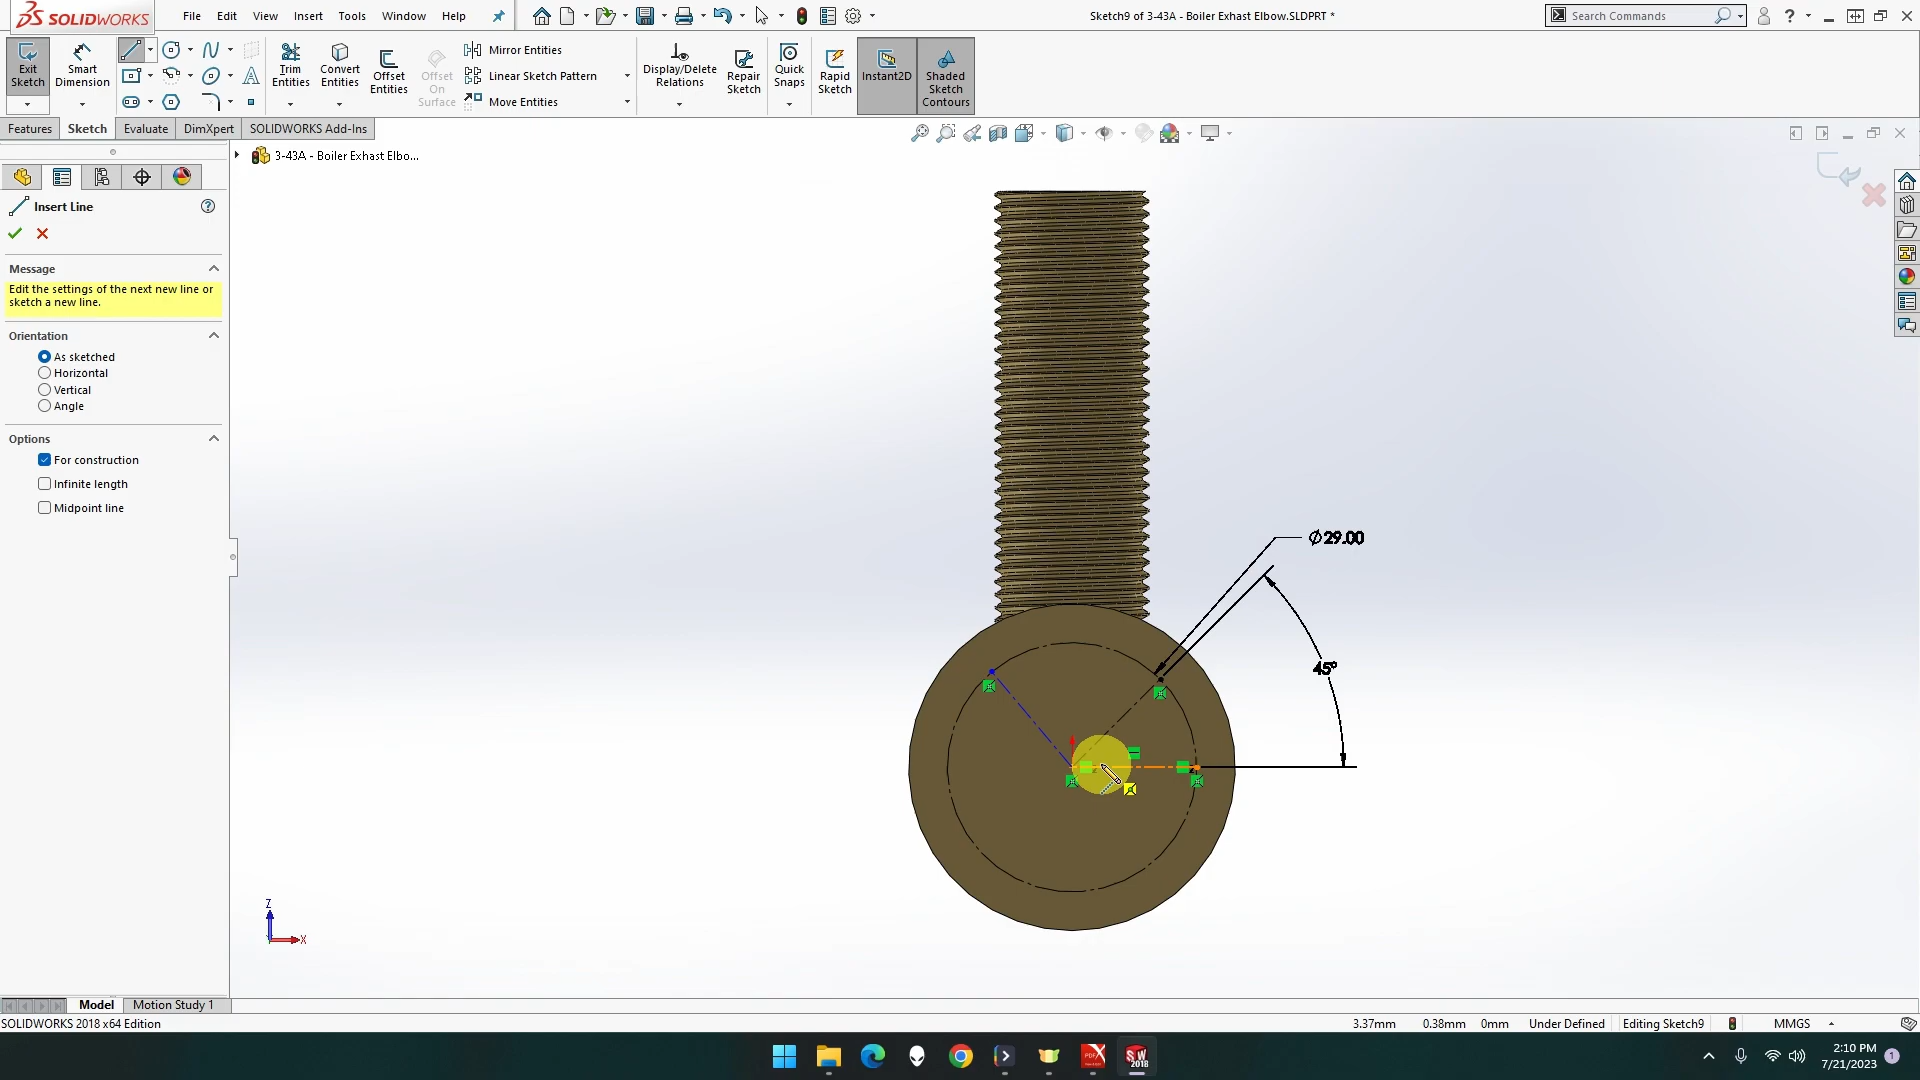 SOLIDWORKS
File Edit View Insert Tools Window Help
Sketch9 of 3-43A - Boiler Exhast Elbow.SLDPRT *
Search Commands
Exit Sketch
Smart Dimension
Trim Entities
Convert Entities
Offset Entities
Offset On Surface
Mirror Entities
Linear Sketch Pattern
Move Entities
Display/Delete Relations
Repair Sketch
Quick Snaps
Rapid Sketch
Instant2D
Shaded Sketch Contours
Features Sketch Evaluate DimXpert SOLIDWORKS Add-Ins
3-43A - Boiler Exhast Elbo...
Insert Line
Message
Edit the settings of the next new line or
sketch a new line.
Orientation
As sketched
Horizontal
Vertical
Angle
Options
For construction
Infinite length
Midpoint line
Ø29.00
45°
Z
X
Model Motion Study 1
SOLIDWORKS 2018 x64 Edition
3.37mm 0.38mm 0mm Under Defined Editing Sketch9 MMGS
2:10 PM
7/21/2023
1